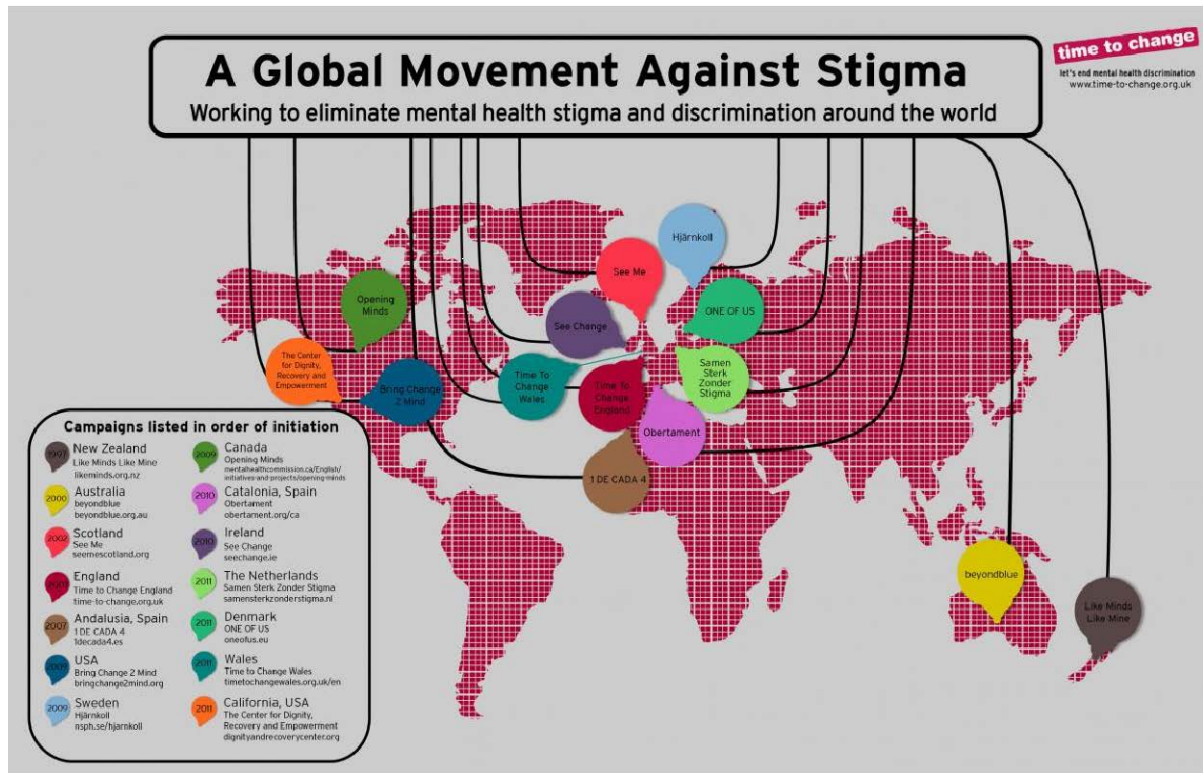 A Global Movement Against Stigma
Working to eliminate mental health stigma and discrimination around the world
time to change
let's end mental health discrimination
www.time-to-change.org.uk
Hjärnkoll
See Me
Opening
Minds
See Change
ONE OF US
The Center
for Dignity,
Recovery and
Empowerment
Bring Change
2 Mind
Time To
Change
Wales
Time To
Change
England
Samen
Sterk
Zonder
Stigma
Obertament
1 DE CADA 4
beyondblue
Like Minds
Like Mine
Campaigns listed in order of initiation
1997
New Zealand
Like Minds Like Mine
likeminds.org.nz
2000
Australia
beyondblue
beyondblue.org.au
2002
Scotland
See Me
seemescotland.org
2007
England
Time to Change England
time-to-change.org.uk
2007
Andalusia, Spain
1 DE CADA 4
1decada4.es
2009
USA
Bring Change 2 Mind
bringchange2mind.org
2009
Sweden
Hjärnkoll
nsph.se/hjarnkoll
2009
Canada
Opening Minds
mentalhealthcommission.ca/English/
initiatives-and-projects/opening-minds
2010
Catalonia, Spain
Obertament
obertament.org/ca
2010
Ireland
See Change
seechange.ie
2011
The Netherlands
Samen Sterk Zonder Stigma
samensterkzonderstigma.nl
2011
Denmark
ONE OF US
oneofus.eu
2011
Wales
Time to Change Wales
timetochangewales.org.uk/en
2011
California, USA
The Center for Dignity,
Recovery and Empowerment
dignityandrecoverycenter.org